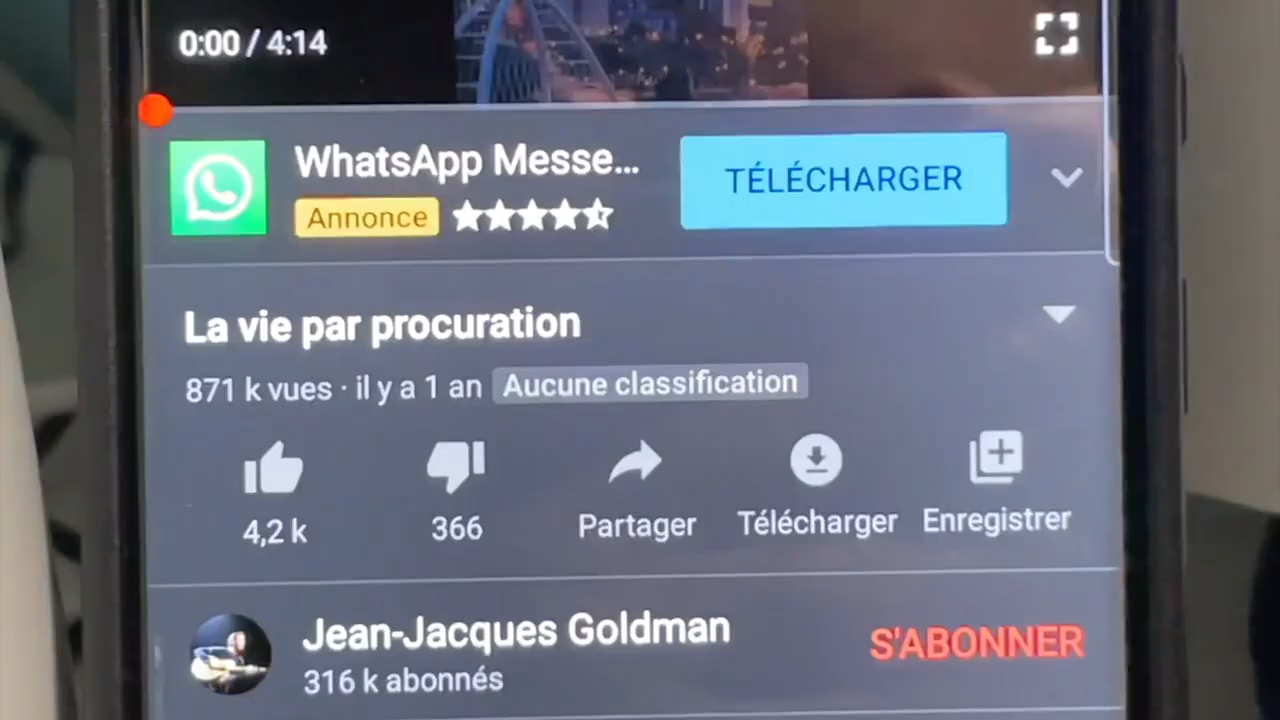 0:00 / 4:14
WhatsApp Messe...
TÉLÉCHARGER
Annonce
La vie par procuration
871 k vues · il y a 1 an Aucune classification
4,2 k 366 Partager Télécharger Enregistrer
Jean-Jacques Goldman
S'ABONNER
316 k abonnés